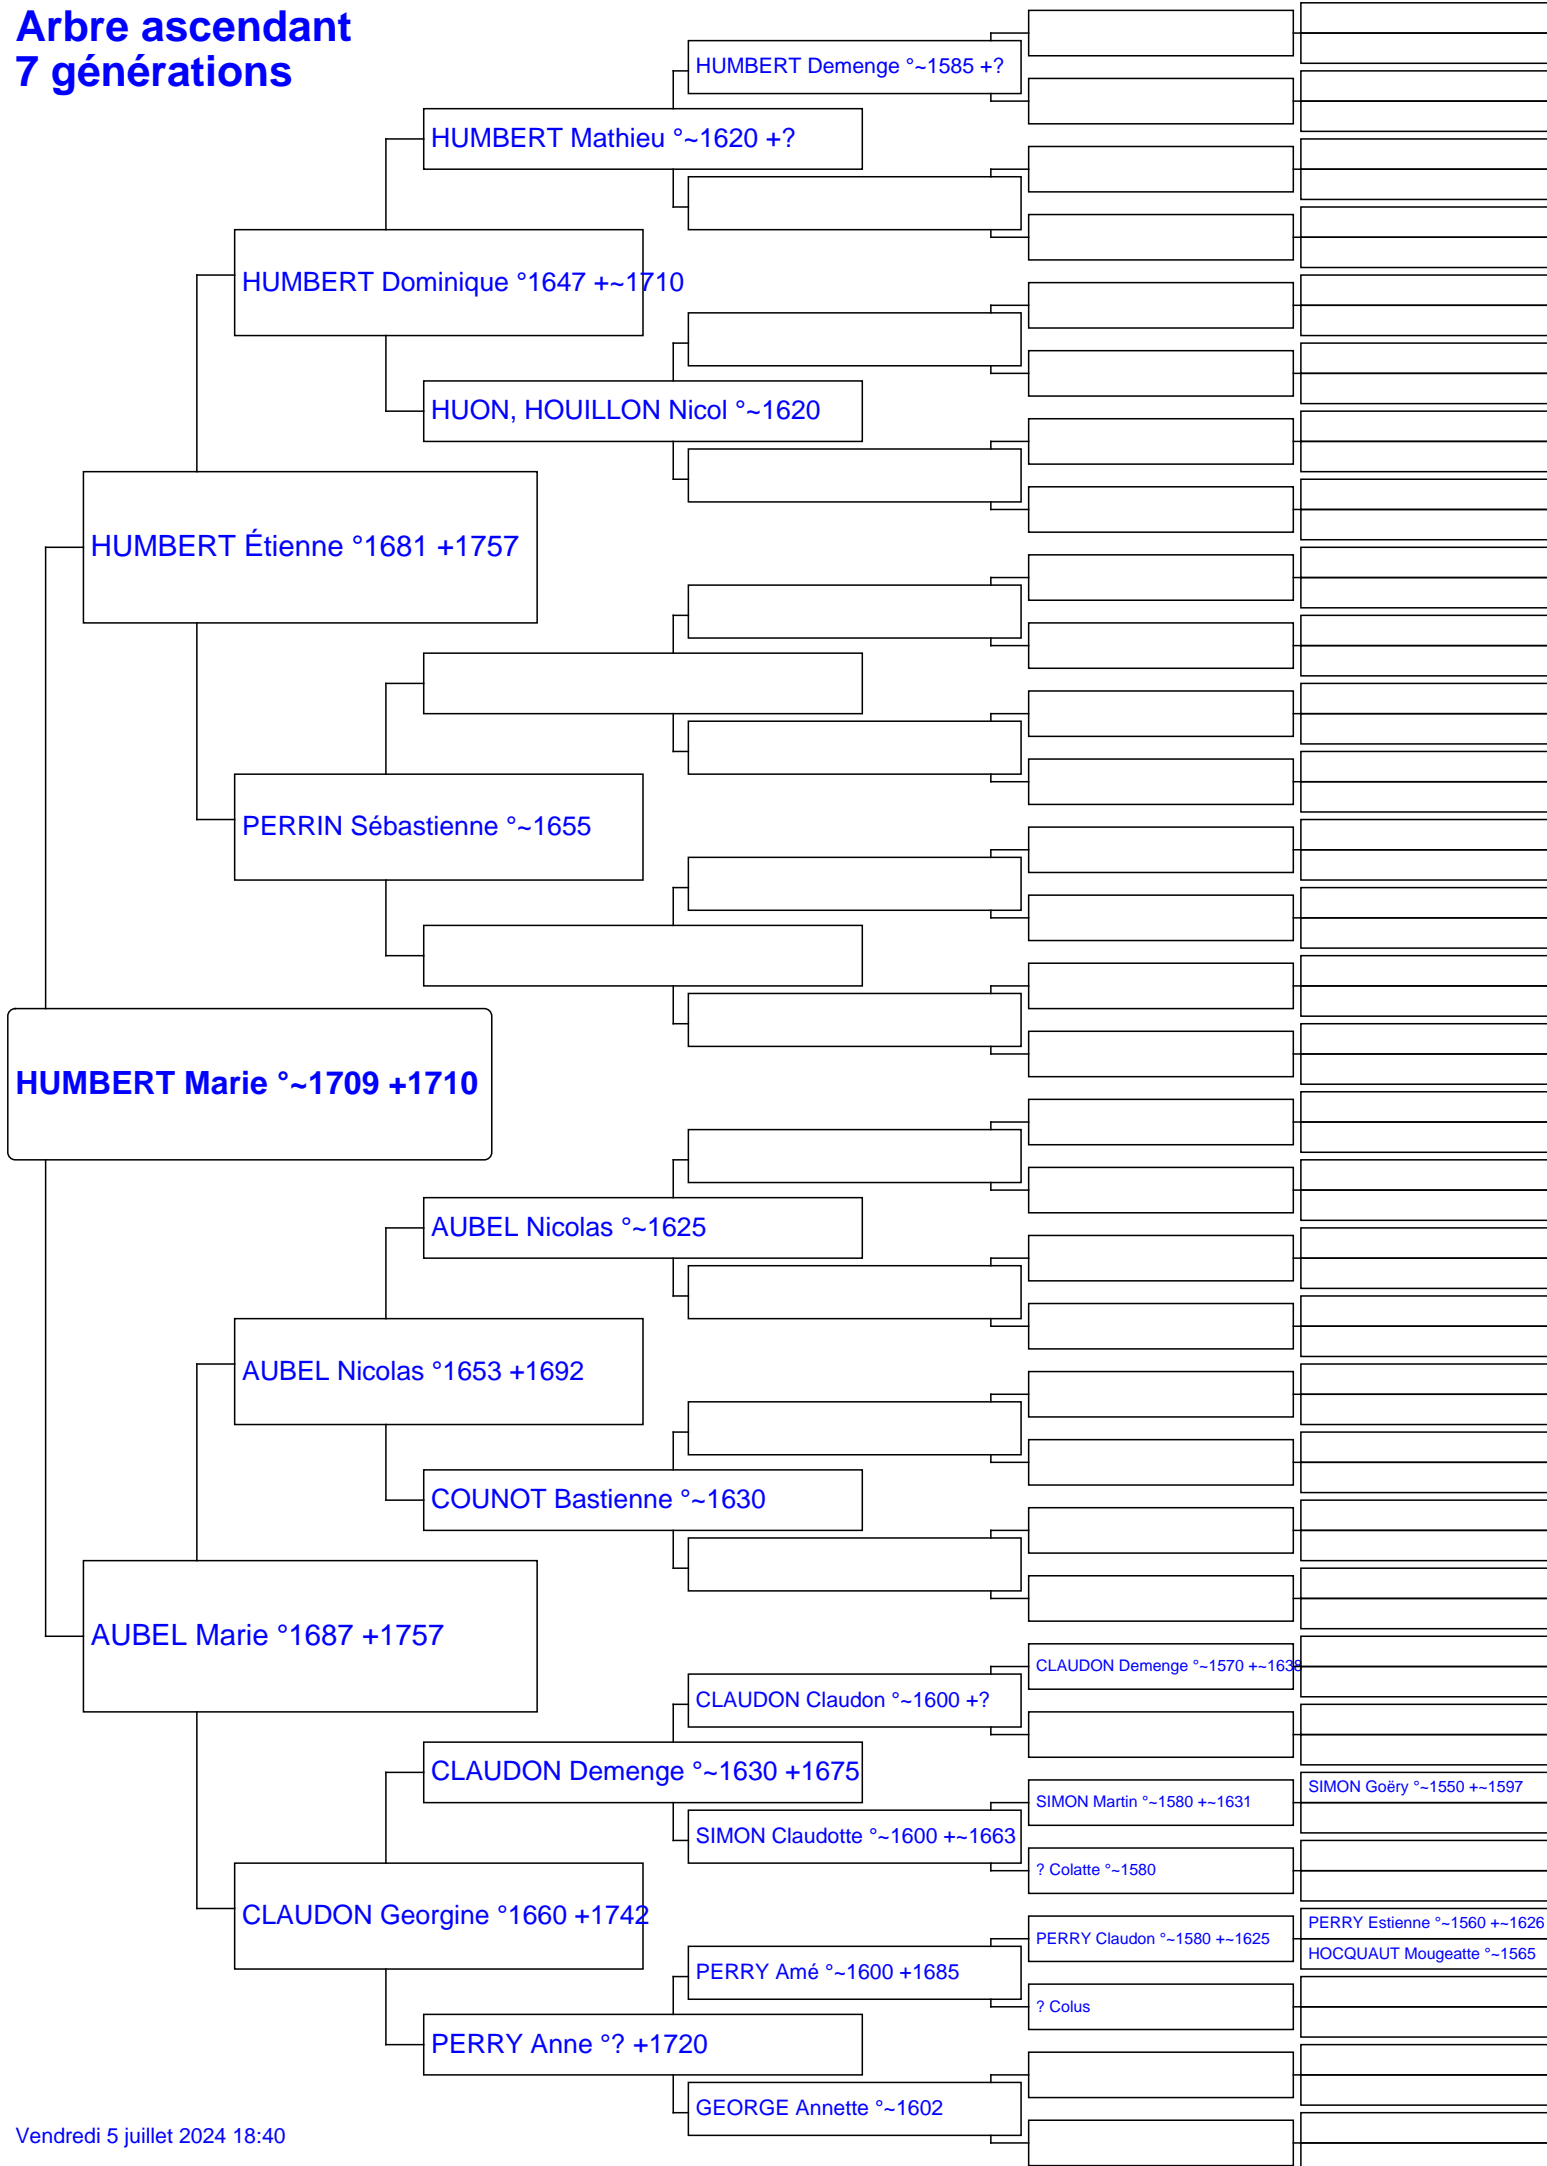 Arbre ascendant
7 générations
HUMBERT Demenge °~1585 +?
HUMBERT Mathieu °~1620 +?
HUMBERT Dominique °1647 +~1710
HUON, HOUILLON Nicol °~1620
HUMBERT Étienne °1681 +1757
PERRIN Sébastienne °~1655
HUMBERT Marie °~1709 +1710
AUBEL Nicolas °~1625
AUBEL Nicolas °1653 +1692
COUNOT Bastienne °~1630
AUBEL Marie °1687 +1757
CLAUDON Demenge °~1570 +~1638
CLAUDON Claudon °~1600 +?
CLAUDON Demenge °~1630 +1675
SIMON Goëry °~1550 +~1597
SIMON Martin °~1580 +~1631
SIMON Claudotte °~1600 +~1663
? Colatte °~1580
CLAUDON Georgine °1660 +1742
PERRY Estienne °~1560 +~1626
PERRY Claudon °~1580 +~1625
HOCQUAUT Mougeatte °~1565
PERRY Amé °~1600 +1685
? Colus
PERRY Anne °? +1720
GEORGE Annette °~1602
Vendredi 5 juillet 2024 18:40